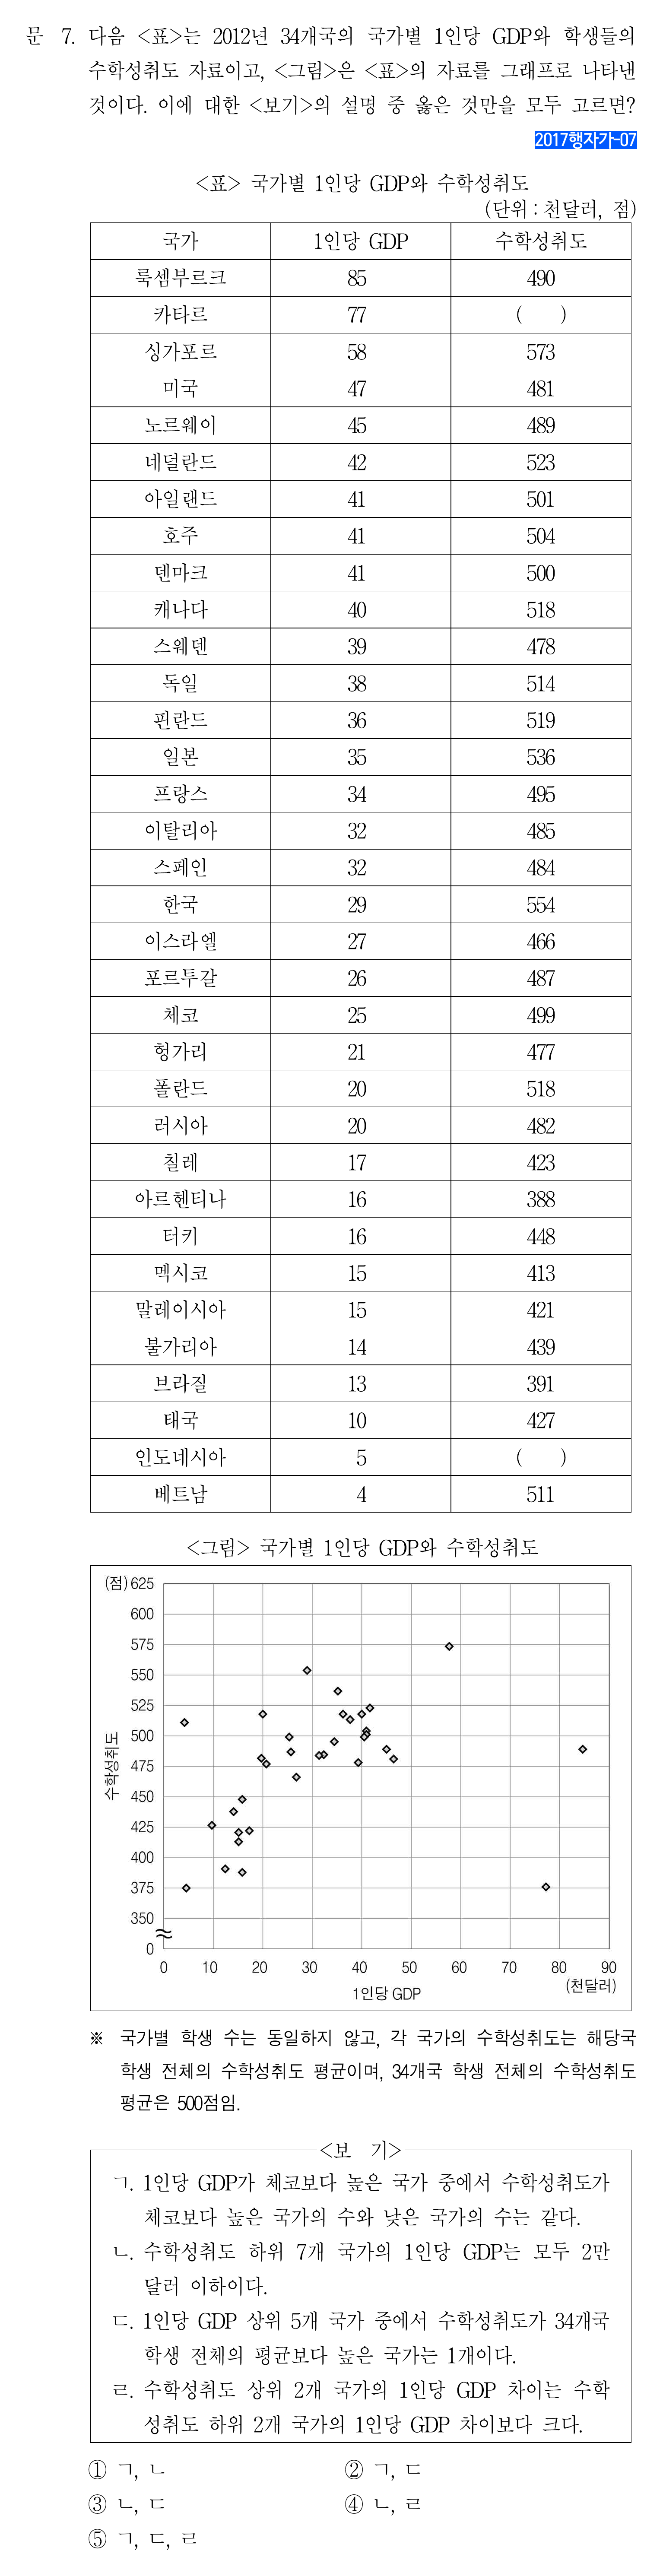 문 7. 다음 <표>는 2012년 34개국의 국가별 1인당 GDP와 학생들의
수학성취도 자료이고, <그림>은 <표>의 자료를 그래프로 나타낸
것이다. 이에 대한 <보기>의 설명 중 옳은 것만을 모두 고르면?
2017행자가-07
<표> 국가별 1인당 GDP와 수학성취도
(단위 : 천달러, 점)
국가 1인당 GDP 수학성취도
룩셈부르크 85 490
카타르 77 ( )
싱가포르 58 573
미국 47 481
노르웨이 45 489
네덜란드 42 523
아일랜드 41 501
호주 41 504
덴마크 41 500
캐나다 40 518
스웨덴 39 478
독일 38 514
핀란드 36 519
일본 35 536
프랑스 34 495
이탈리아 32 485
스페인 32 484
한국 29 554
이스라엘 27 466
포르투갈 26 487
체코 25 499
헝가리 21 477
폴란드 20 518
러시아 20 482
칠레 17 423
아르헨티나 16 388
터키 16 448
멕시코 15 413
말레이시아 15 421
불가리아 14 439
브라질 13 391
태국 10 427
인도네시아 5 ( )
베트남 4 511
<그림> 국가별 1인당 GDP와 수학성취도
(점) 625
600
575
550
525
500
475
450
425
400
375
350
0
수학성취도
0 10 20 30 40 50 60 70 80 90
(천달러)
1인당 GDP
※ 국가별 학생 수는 동일하지 않고, 각 국가의 수학성취도는 해당국
학생 전체의 수학성취도 평균이며, 34개국 학생 전체의 수학성취도
평균은 500점임.
<보 기>
ㄱ. 1인당 GDP가 체코보다 높은 국가 중에서 수학성취도가
체코보다 높은 국가의 수와 낮은 국가의 수는 같다.
ㄴ. 수학성취도 하위 7개 국가의 1인당 GDP는 모두 2만
달러 이하이다.
ㄷ. 1인당 GDP 상위 5개 국가 중에서 수학성취도가 34개국
학생 전체의 평균보다 높은 국가는 1개이다.
ㄹ. 수학성취도 상위 2개 국가의 1인당 GDP 차이는 수학
성취도 하위 2개 국가의 1인당 GDP 차이보다 크다.
① ㄱ, ㄴ ② ㄱ, ㄷ
③ ㄴ, ㄷ ④ ㄴ, ㄹ
⑤ ㄱ, ㄷ, ㄹ